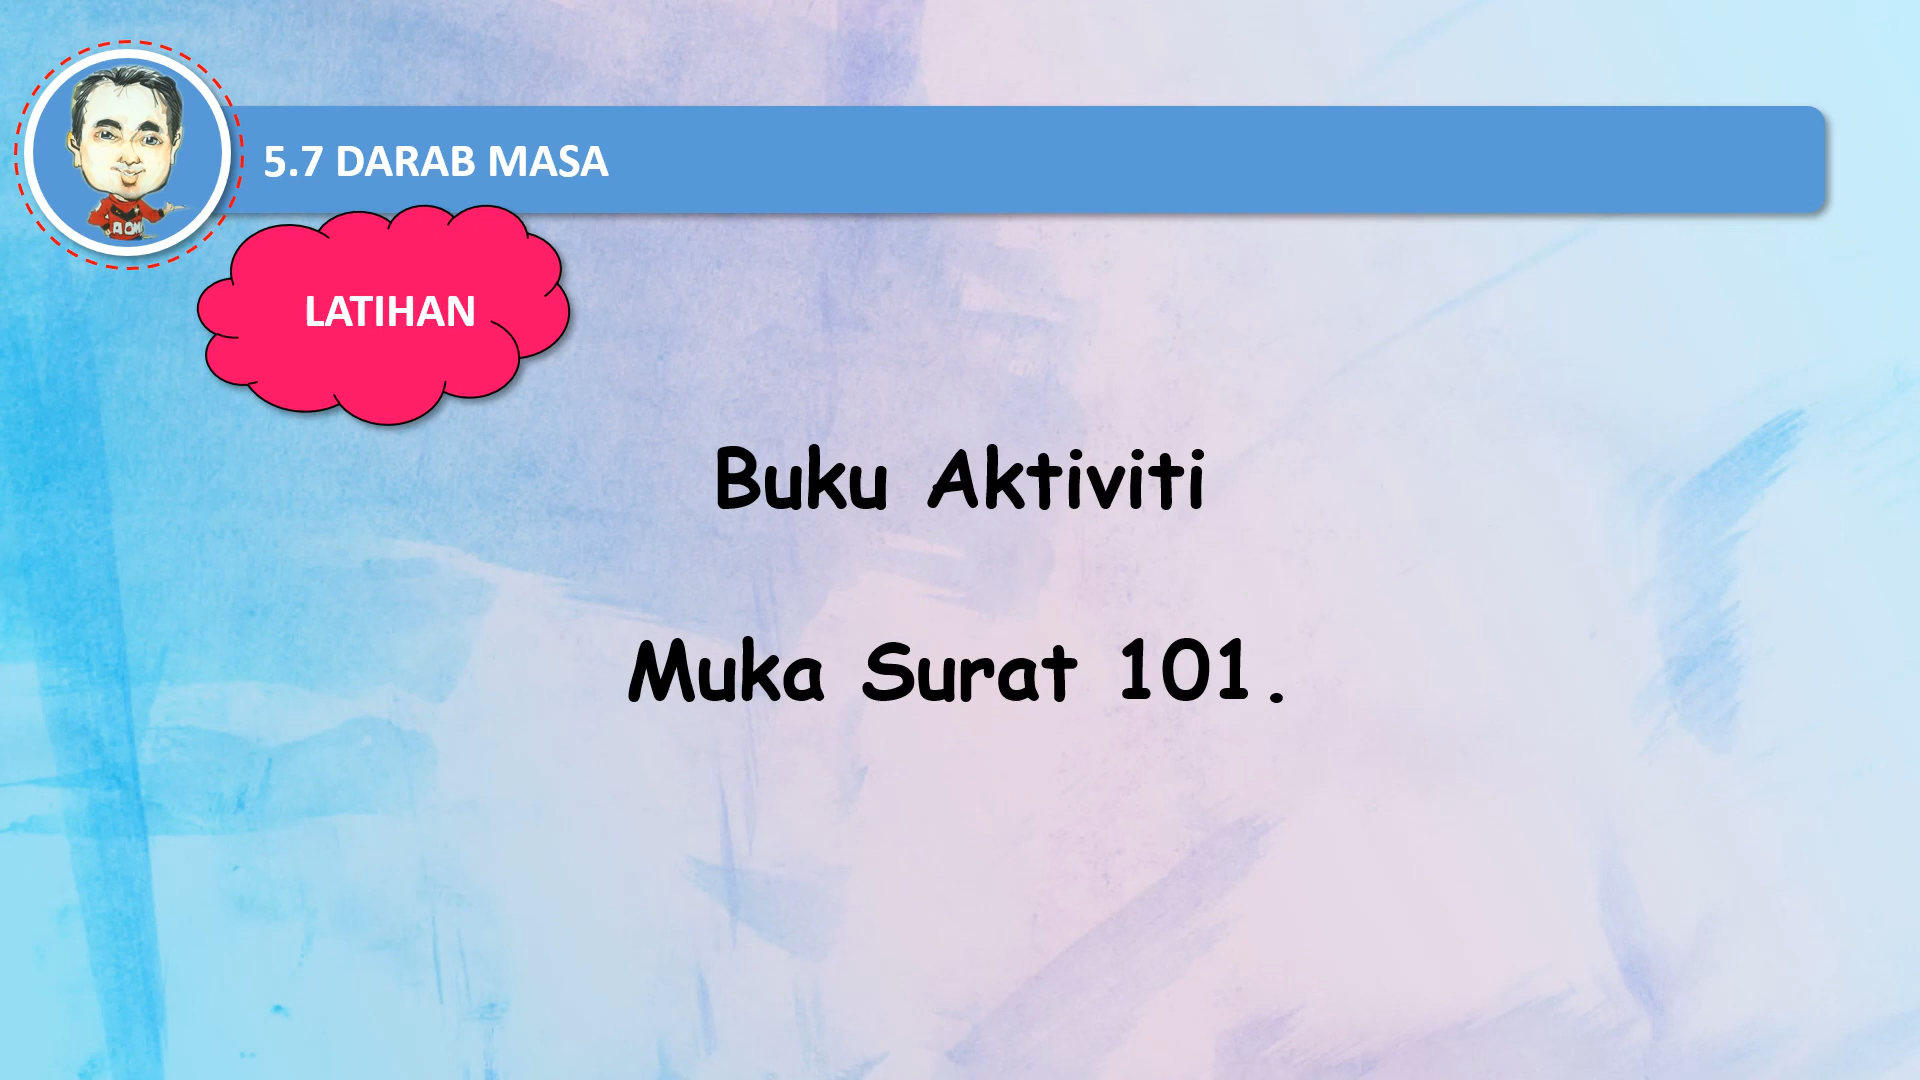 5.7 DARAB MASA
LATIHAN
Buku Aktiviti
Muka Surat 101.